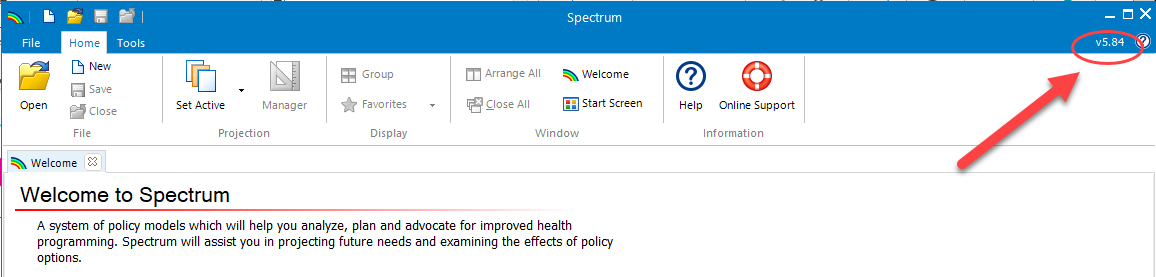 Spectrum
File Home Tools v5.84
Open
New
Save
Close
File
Set Active
Manager
Projection
Group
Favorites
Display
Arrange All
Close All
Welcome
Start Screen
Window
Help
Online Support
Information
Welcome
Welcome to Spectrum
A system of policy models which will help you analyze, plan and advocate for improved health
programming. Spectrum will assist you in projecting future needs and examining the effects of policy
options.